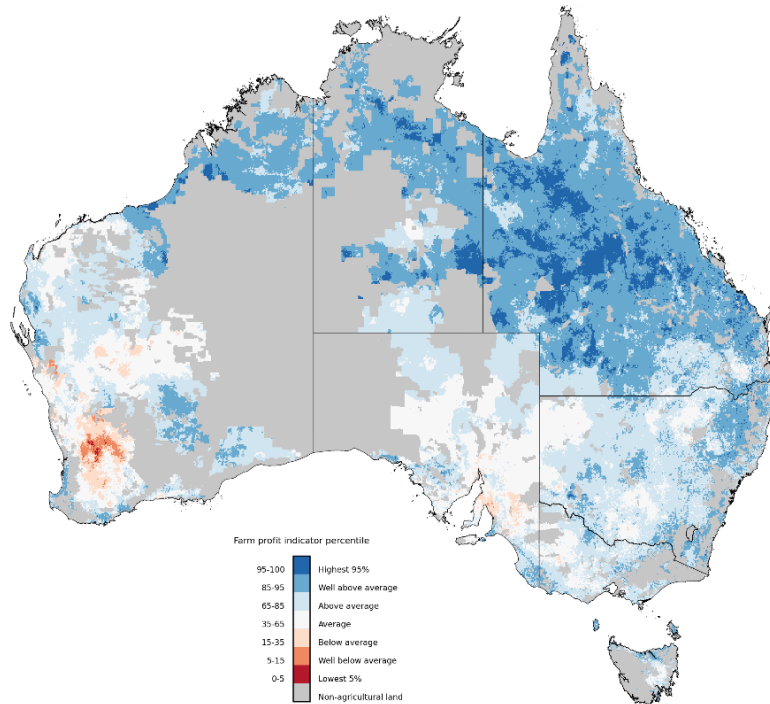 Farm profit indicator percentile
95-100 Highest 95%
85-95 Well above average
65-85 Above average
35-65 Average
15-35 Below average
5-15 Well below average
0-5 Lowest 5%
Non-agricultural land